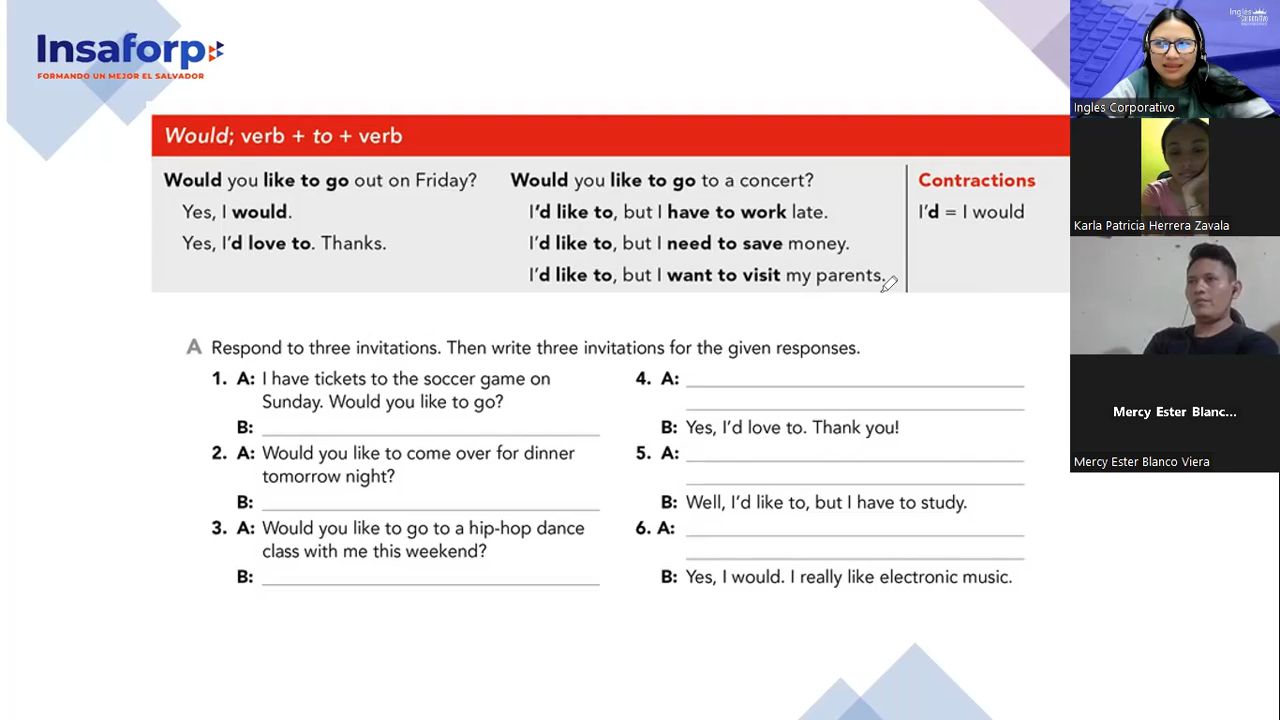 Insaforp
FORMANDO UN MEJOR EL SALVADOR
Would; verb + to + verb
Would you like to go out on Friday?
Yes, I would.
Yes, I'd love to. Thanks.
Would you like to go to a concert?
I'd like to, but I have to work late.
I'd like to, but I need to save money.
I'd like to, but I want to visit my parents.
Contractions
I'd = I would
A Respond to three invitations. Then write three invitations for the given responses.
1. A: I have tickets to the soccer game on
Sunday. Would you like to go?
B:
2. A: Would you like to come over for dinner
tomorrow night?
B:
3. A: Would you like to go to a hip-hop dance
class with me this weekend?
B:
4. A:
B: Yes, I'd love to. Thank you!
5. A:
B: Well, I'd like to, but I have to study.
6. A:
B: Yes, I would. I really like electronic music.
Ingles Corporativo
Karla Patricia Herrera Zavala
Mercy Ester Blanc...
Mercy Ester Blanco Viera